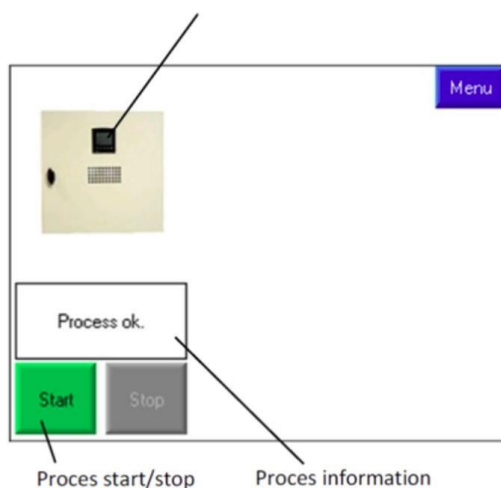 Menu
Process ok.
Start
Stop
Proces start/stop
Proces information